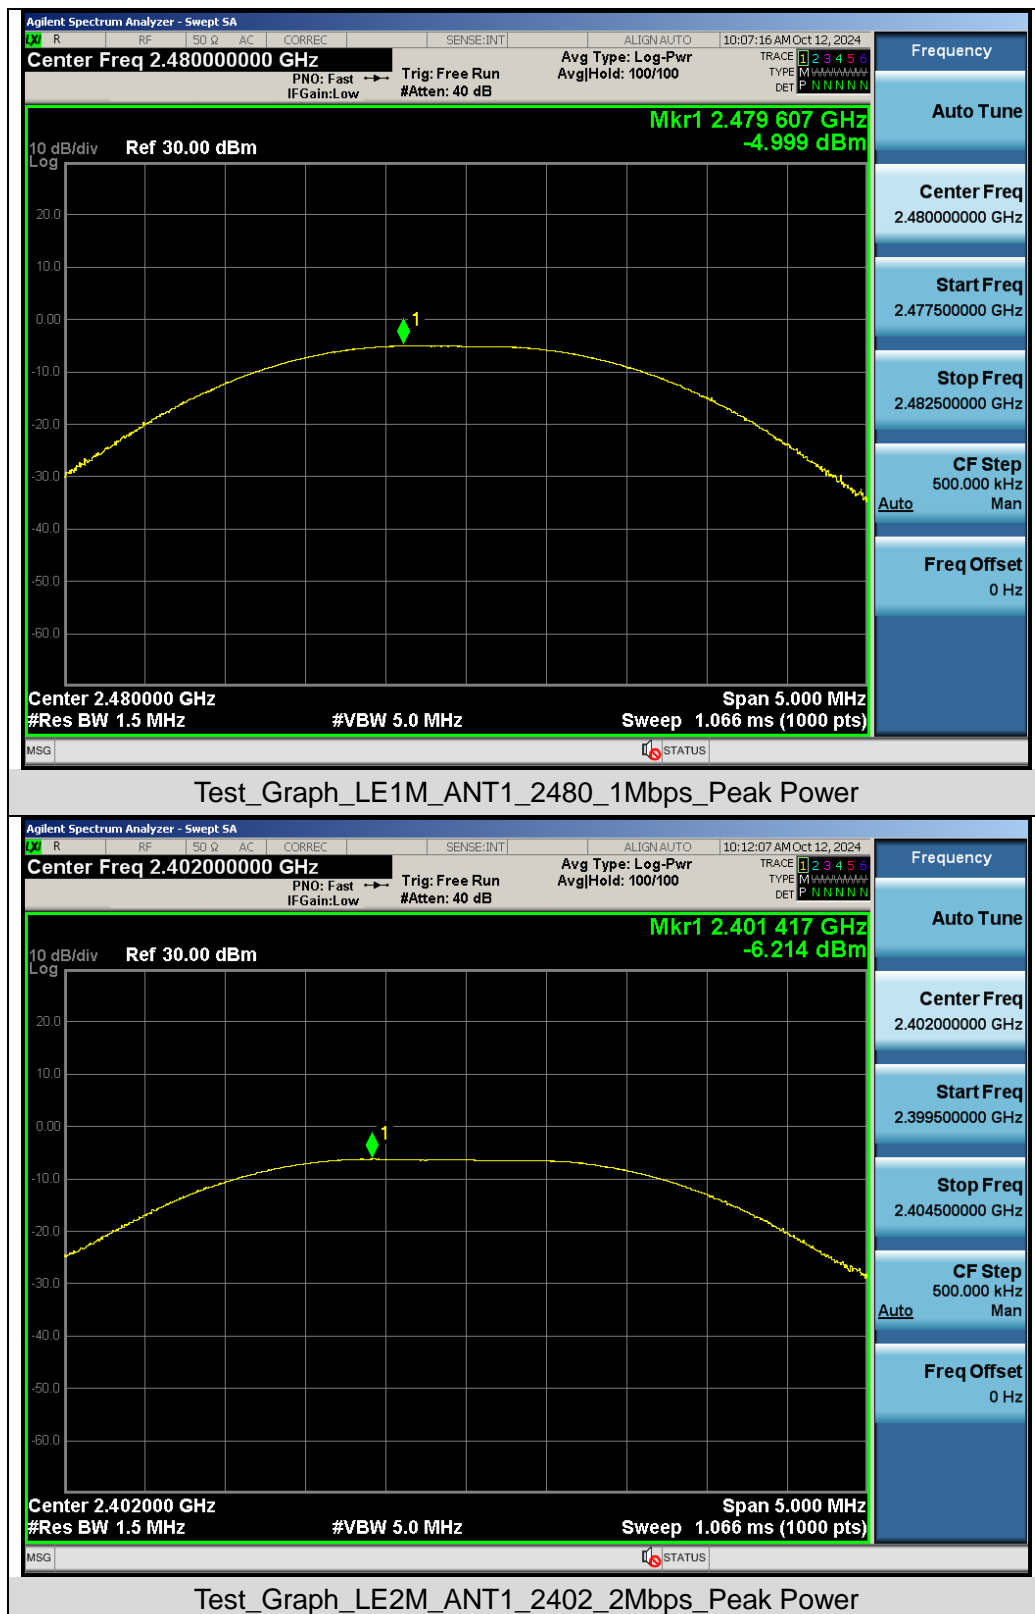 Agilent Spectrum Analyzer - Swept SA
LXI R RF 50 Ω AC CORREC SENSE:INT ALIGN AUTO 10:07:16 AM Oct 12, 2024
Center Freq 2.480000000 GHz
PNO: Fast
IFGain:Low
Trig: Free Run
#Atten: 40 dB
Avg Type: Log-Pwr
Avg|Hold: 100/100
TRACE 1 2 3 4 5 6
TYPE M WWWWW
DET P N N N N N
Mkr1 2.479 607 GHz
-4.999 dBm
10 dB/div Ref 30.00 dBm
Log
20.0
10.0
0.00
1
-10.0
-20.0
-30.0
-40.0
-50.0
-60.0
Center 2.480000 GHz Span 5.000 MHz
#Res BW 1.5 MHz #VBW 5.0 MHz Sweep 1.066 ms (1000 pts)
MSG STATUS
Frequency
Auto Tune
Center Freq
2.480000000 GHz
Start Freq
2.477500000 GHz
Stop Freq
2.482500000 GHz
CF Step
500.000 kHz
Auto Man
Freq Offset
0 Hz
Test_Graph_LE1M_ANT1_2480_1Mbps_Peak Power
Agilent Spectrum Analyzer - Swept SA
LXI R RF 50 Ω AC CORREC SENSE:INT ALIGN AUTO 10:12:07 AM Oct 12, 2024
Center Freq 2.402000000 GHz
PNO: Fast
IFGain:Low
Trig: Free Run
#Atten: 40 dB
Avg Type: Log-Pwr
Avg|Hold: 100/100
TRACE 1 2 3 4 5 6
TYPE M WWWWW
DET P N N N N N
Mkr1 2.401 417 GHz
-6.214 dBm
10 dB/div Ref 30.00 dBm
Log
20.0
10.0
0.00
1
-10.0
-20.0
-30.0
-40.0
-50.0
-60.0
Center 2.402000 GHz Span 5.000 MHz
#Res BW 1.5 MHz #VBW 5.0 MHz Sweep 1.066 ms (1000 pts)
MSG STATUS
Frequency
Auto Tune
Center Freq
2.402000000 GHz
Start Freq
2.399500000 GHz
Stop Freq
2.404500000 GHz
CF Step
500.000 kHz
Auto Man
Freq Offset
0 Hz
Test_Graph_LE2M_ANT1_2402_2Mbps_Peak Power